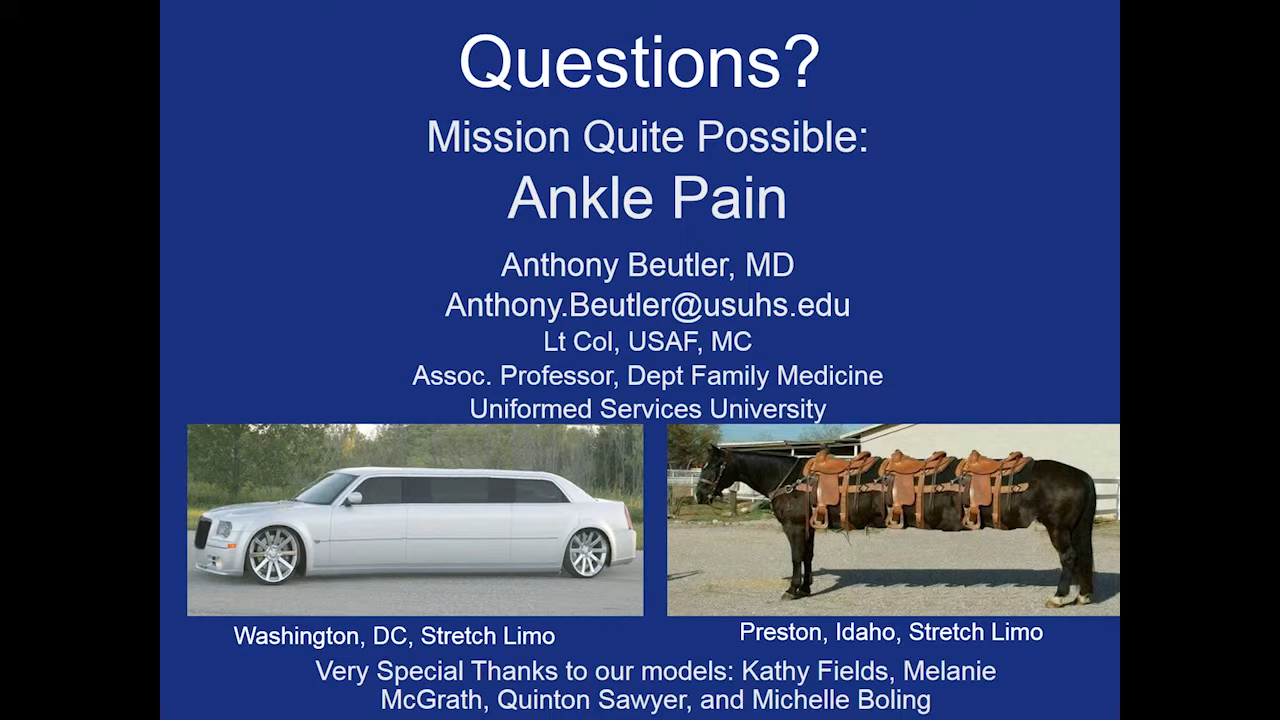 Questions?
Mission Quite Possible:
Ankle Pain
Anthony Beutler, MD
Anthony.Beutler@usuhs.edu
Lt Col, USAF, MC
Assoc. Professor, Dept Family Medicine
Uniformed Services University
Washington, DC, Stretch Limo
Preston, Idaho, Stretch Limo
Very Special Thanks to our models: Kathy Fields, Melanie
McGrath, Quinton Sawyer, and Michelle Boling